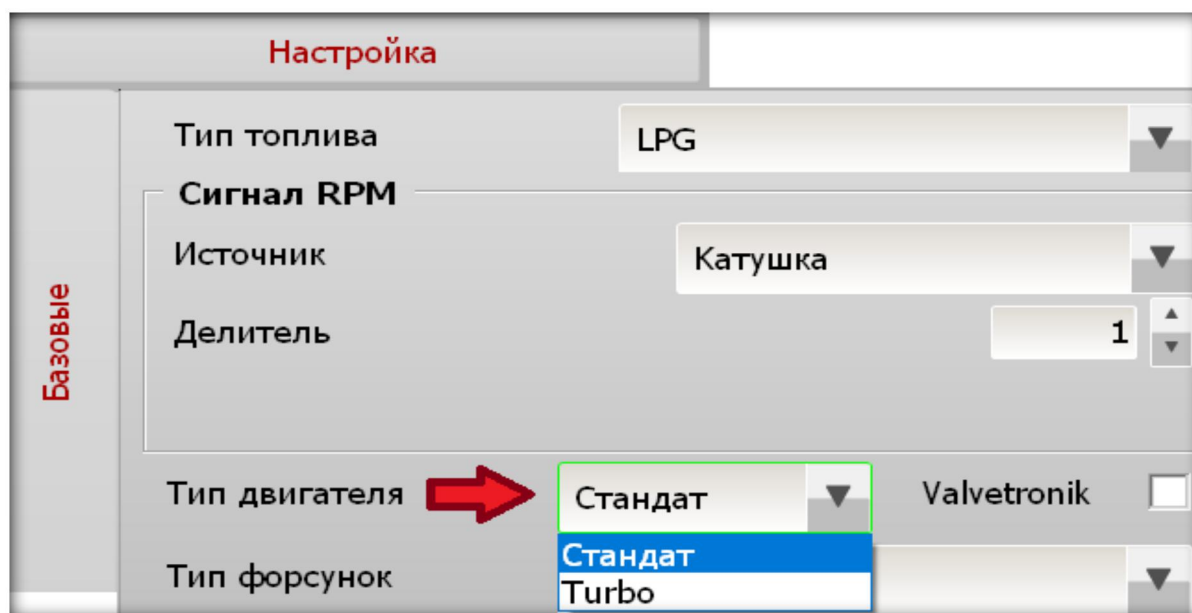 Настройка
Базовые
Тип топлива LPG
Сигнал RPM
Источник Катушка
Делитель 1
Тип двигателя Стандат Valvetronik
Стандат
Тип форсунок
Turbo